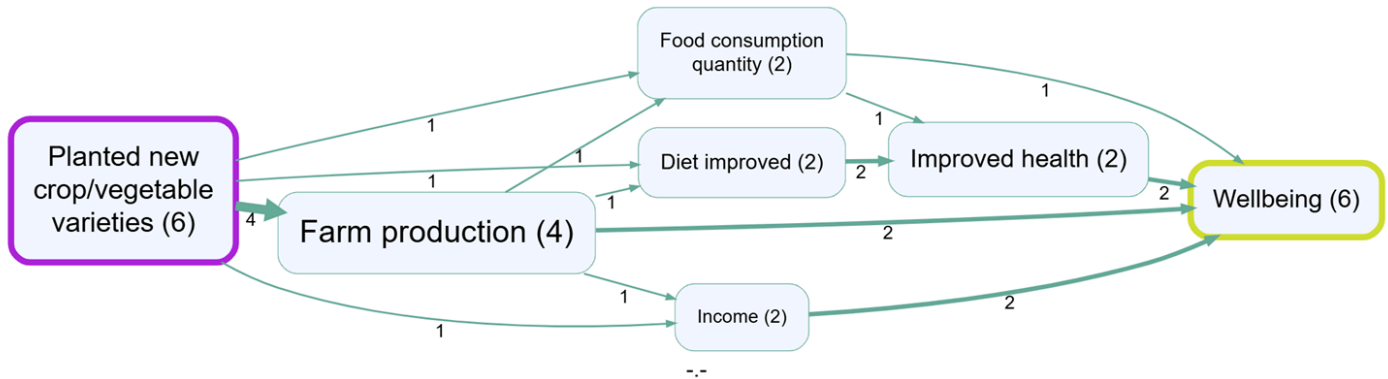 Food consumption
quantity (2)
1
1
1
Planted new
crop/vegetable
varieties (6)
1
1
Diet improved (2)
2
Improved health (2)
2
Wellbeing (6)
4
Farm production (4)
1
2
1
Income (2)
2
1
-.-